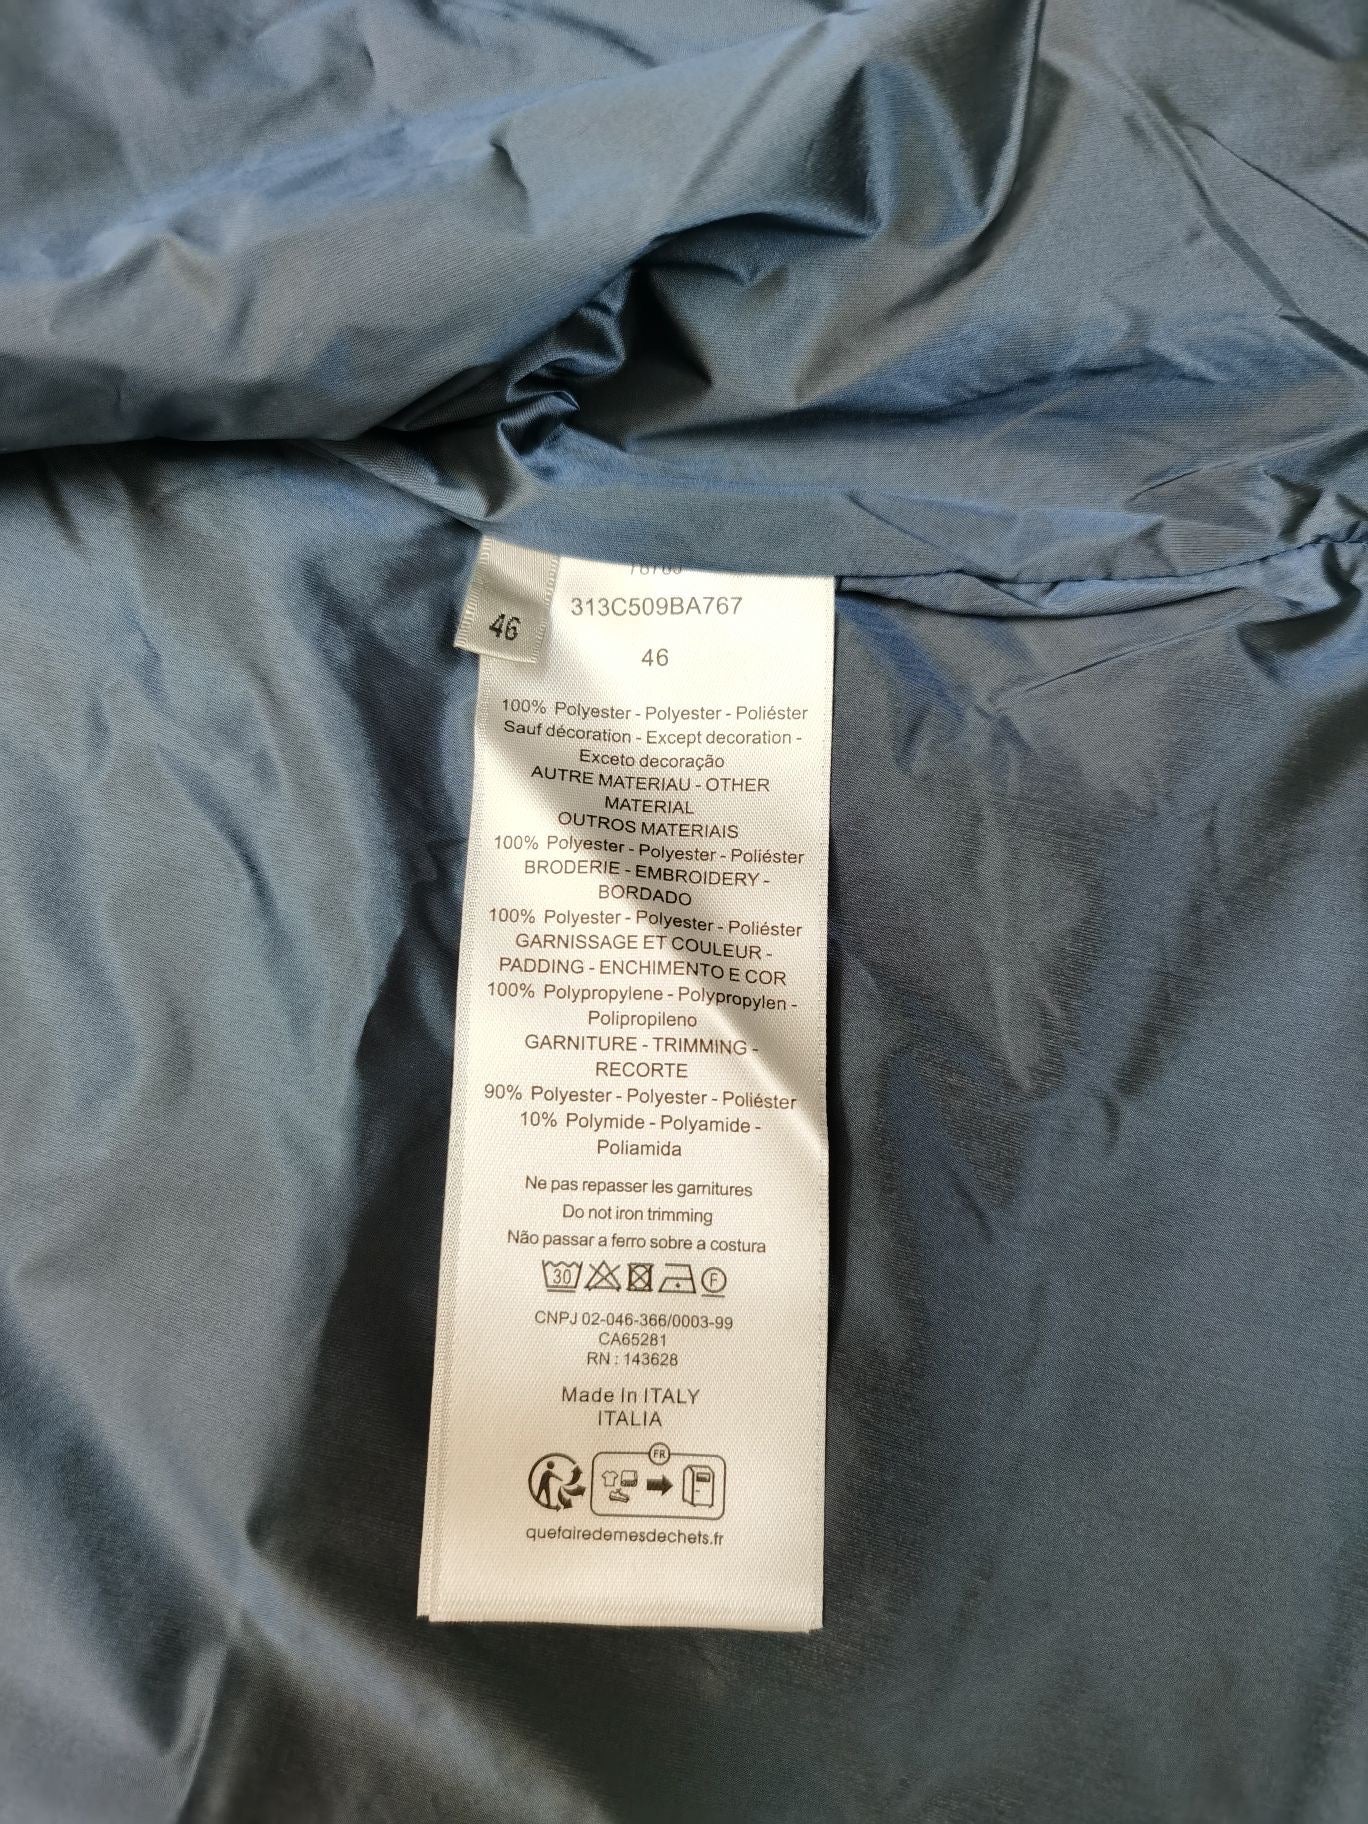 46
313C509BA767
46
100% Polyester - Polyester - Poliéster
Sauf décoration - Except decoration -
Exceto decoração
AUTRE MATERIAU - OTHER
MATERIAL
OUTROS MATERIAIS
100% Polyester - Polyester - Poliéster
BRODERIE - EMBROIDERY -
BORDADO
100% Polyester - Polyester - Poliéster
GARNISSAGE ET COULEUR -
PADDING - ENCHIMENTO E COR
100% Polypropylene - Polypropylen -
Polipropileno
GARNITURE - TRIMMING -
RECORTE
90% Polyester - Polyester - Poliéster
10% Polymide - Polyamide -
Poliamida
Ne pas repasser les garnitures
Do not iron trimming
Não passar a ferro sobre a costura
30 F
CNPJ 02-046-366/0003-99
CA65281
RN : 143628
Made In ITALY
ITALIA
FR
quefairedemesdechets.fr